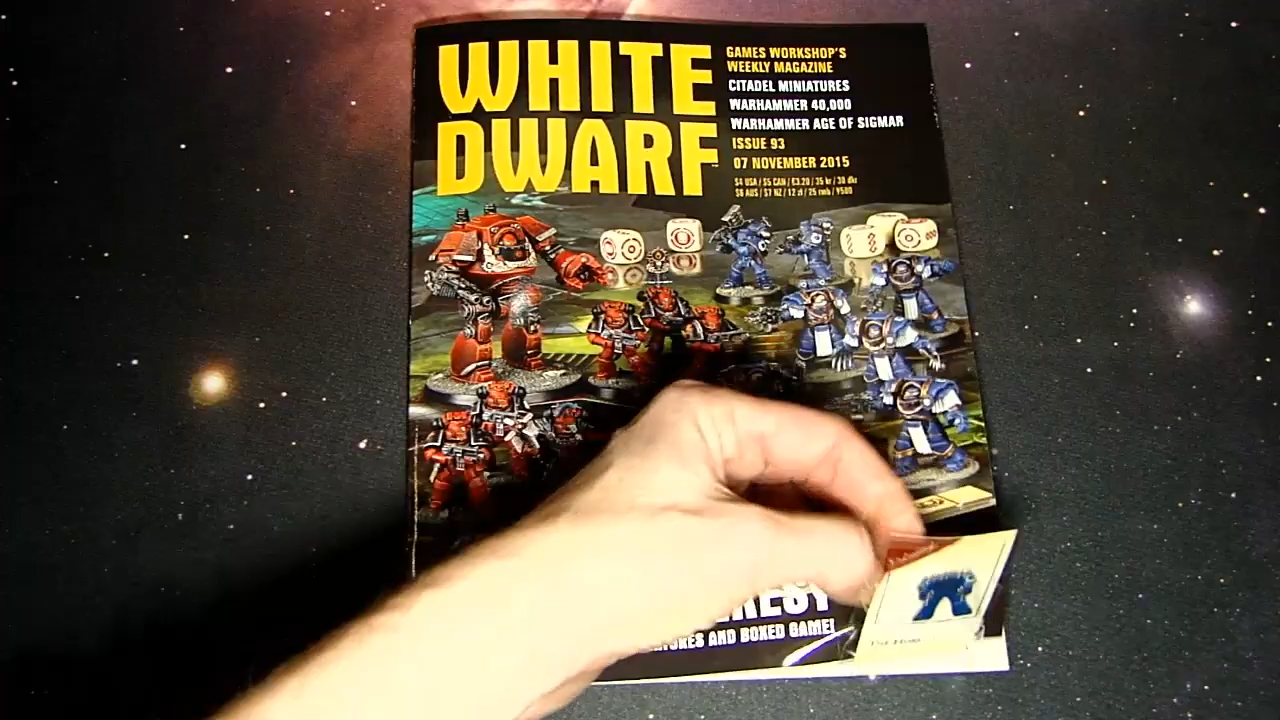 WHITE
DWARF
GAMES WORKSHOP'S
WEEKLY MAGAZINE
CITADEL MINIATURES
WARHAMMER 40,000
WARHAMMER AGE OF SIGMAR
ISSUE 93
07 NOVEMBER 2015
$4 USA / $5 CAN / £3.20 / 35 kr / 30 dkr
$6 AUS / $7 NZ / 12 zł / 25 rmb / ¥500
AND BOXED GAME!